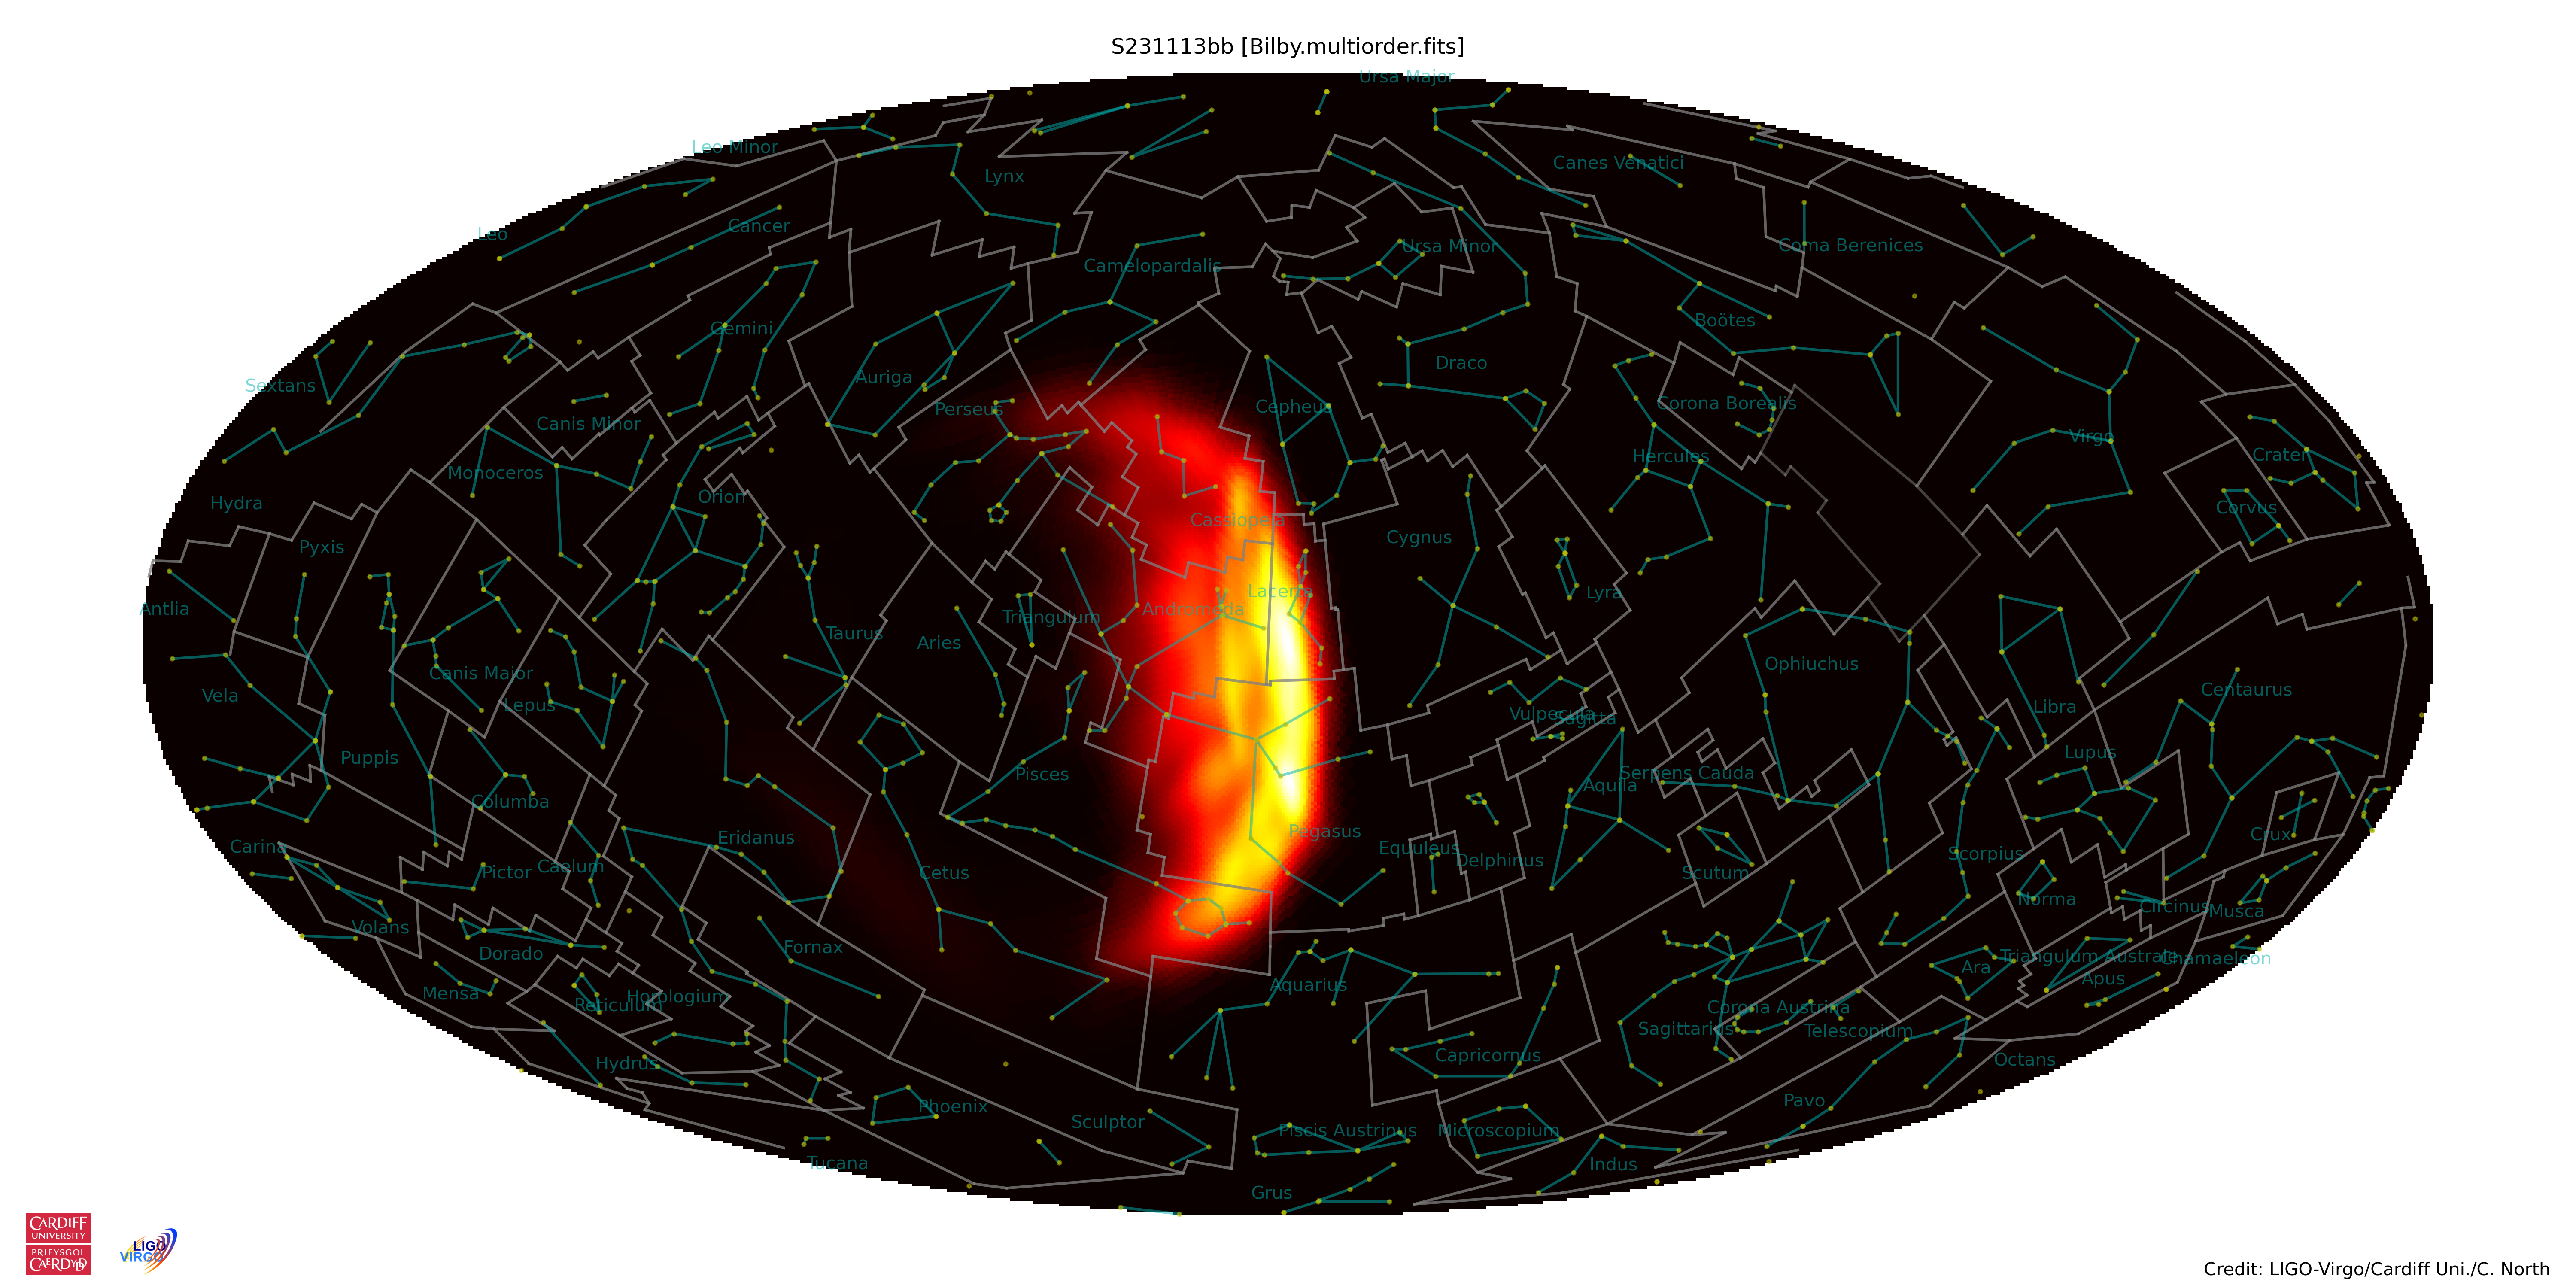 S231113bb [Bilby.multiorder.fits]
Ursa Major
Leo Minor
Canes Venatici
Lynx
Cancer
Leo
Ursa Minor
Coma Berenices
Camelopardalis
Gemini
Boötes
Draco
Auriga
Sextans
Perseus
Cepheus
Corona Borealis
Canis Minor
Virgo
Crater
Hercules
Monoceros
Orion
Hydra
Corvus
Cassiopeia
Cygnus
Pyxis
Lacerta
Lyra
Antlia
Andromeda
Triangulum
Taurus
Aries
Ophiuchus
Canis Major
Centaurus
Vela
Lepus
Libra
Vulpecula
Sagitta
Lupus
Puppis
Pisces
Serpens Cauda
Aquila
Columba
Pegasus
Crux
Eridanus
Carina
Equuleus
Delphinus
Scorpius
Pictor
Caelum
Cetus
Scutum
Norma
Circinus
Musca
Volans
Fornax
Dorado
Triangulum Australe
Chamaeleon
Ara
Apus
Aquarius
Mensa
Horologium
Reticulum
Corona Austrina
Sagittarius
Telescopium
Capricornus
Hydrus
Octans
Pavo
Phoenix
Sculptor
Piscis Austrinus
Microscopium
Tucana
Indus
Grus
CARDIFF
UNIVERSITY
PRIFYSGOL
CAERDYDD
LIGO
VIRGO
Credit: LIGO-Virgo/Cardiff Uni./C. North